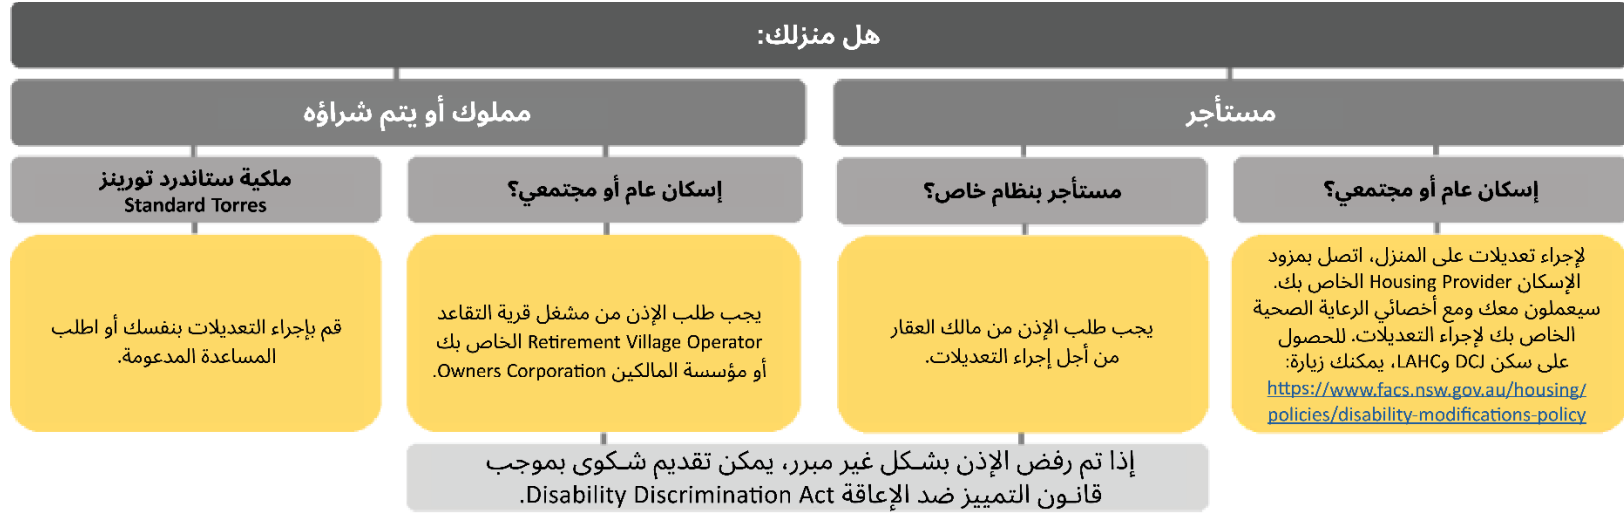 هل منزلك:
مستأجر
مملوك أو يتم شراؤه
إسكان عام أو مجتمعي؟
مستأجر بنظام خاص؟
إسكان عام أو مجتمعي؟
ملكية ستاندرد تورينز
Standard Torres
لإجراء تعديلات على المنزل، اتصل بمزود
الإسكان Housing Provider الخاص بك.
سيعملون معك ومع أخصائي الرعاية الصحية
الخاص بك لإجراء التعديلات. للحصول
على سكن DCJ وLAHC، يمكنك زيارة:
https://www.facs.nsw.gov.au/housing/
policies/disability-modifications-policy
يجب طلب الإذن من مالك العقار
من أجل إجراء التعديلات.
يجب طلب الإذن من مشغل قرية التقاعد
Retirement Village Operator الخاص بك
أو مؤسسة المالكين Owners Corporation.
قم بإجراء التعديلات بنفسك أو اطلب
المساعدة المدعومة.
إذا تم رفض الإذن بشكل غير مبرر، يمكن تقديم شكوى بموجب
قانون التمييز ضد الإعاقة Disability Discrimination Act.